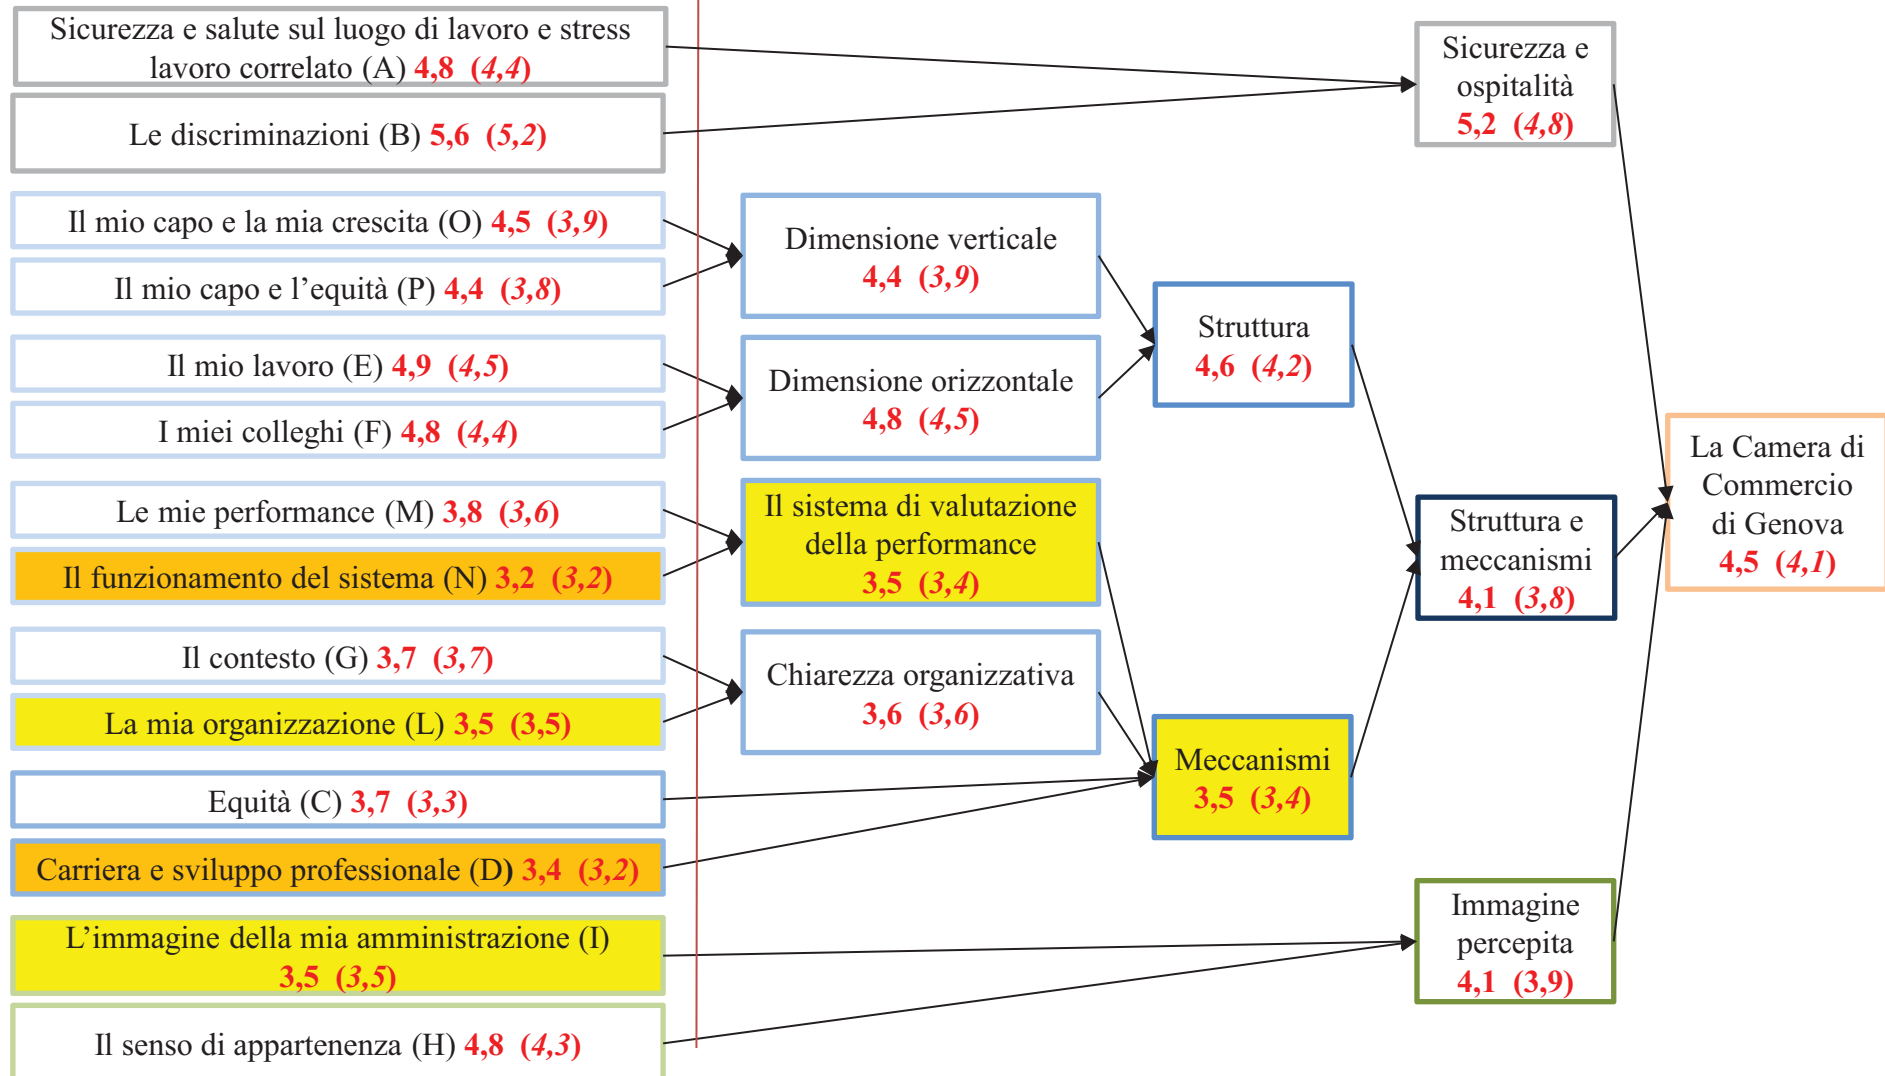 Sicurezza e salute sul luogo di lavoro e stress
lavoro correlato (A) 4,8 (4,4)
Le discriminazioni (B) 5,6 (5,2)
Il mio capo e la mia crescita (O) 4,5 (3,9)
Il mio capo e l’equità (P) 4,4 (3,8)
Il mio lavoro (E) 4,9 (4,5)
I miei colleghi (F) 4,8 (4,4)
Le mie performance (M) 3,8 (3,6)
Il funzionamento del sistema (N) 3,2 (3,2)
Il contesto (G) 3,7 (3,7)
La mia organizzazione (L) 3,5 (3,5)
Equità (C) 3,7 (3,3)
Carriera e sviluppo professionale (D) 3,4 (3,2)
L’immagine della mia amministrazione (I)
3,5 (3,5)
Il senso di appartenenza (H) 4,8 (4,3)
Dimensione verticale
4,4 (3,9)
Dimensione orizzontale
4,8 (4,5)
Il sistema di valutazione
della performance
3,5 (3,4)
Chiarezza organizzativa
3,6 (3,6)
Struttura
4,6 (4,2)
Meccanismi
3,5 (3,4)
Sicurezza e
ospitalità
5,2 (4,8)
Struttura e
meccanismi
4,1 (3,8)
Immagine
percepita
4,1 (3,9)
La Camera di
Commercio
di Genova
4,5 (4,1)